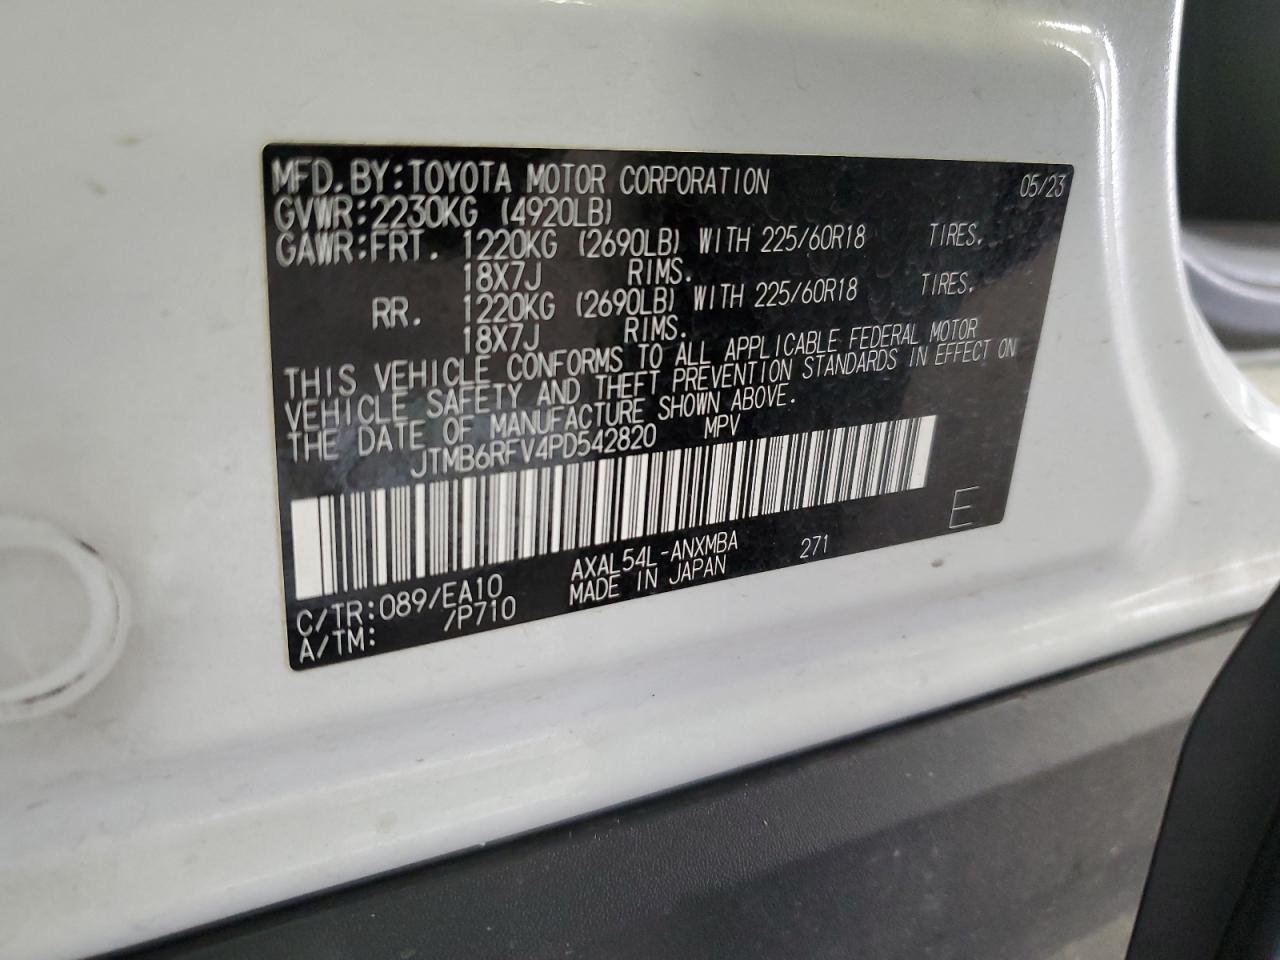 MFD. BY: TOYOTA MOTOR CORPORATION 05/23
GVWR: 2230KG (4920LB)
GAWR: FRT. 1220KG (2690LB) WITH 225/60R18 TIRES,
18X7J RIMS.
RR. 1220KG (2690LB) WITH 225/60R18 TIRES,
18X7J RIMS.
THIS VEHICLE CONFORMS TO ALL APPLICABLE FEDERAL MOTOR
VEHICLE SAFETY AND THEFT PREVENTION STANDARDS IN EFFECT ON
THE DATE OF MANUFACTURE SHOWN ABOVE.
JTMB6RFV4PD542820 MPV
E
C/TR: 089/EA10 AXAL54L-ANXMBA 271
A/TM: /P710 MADE IN JAPAN